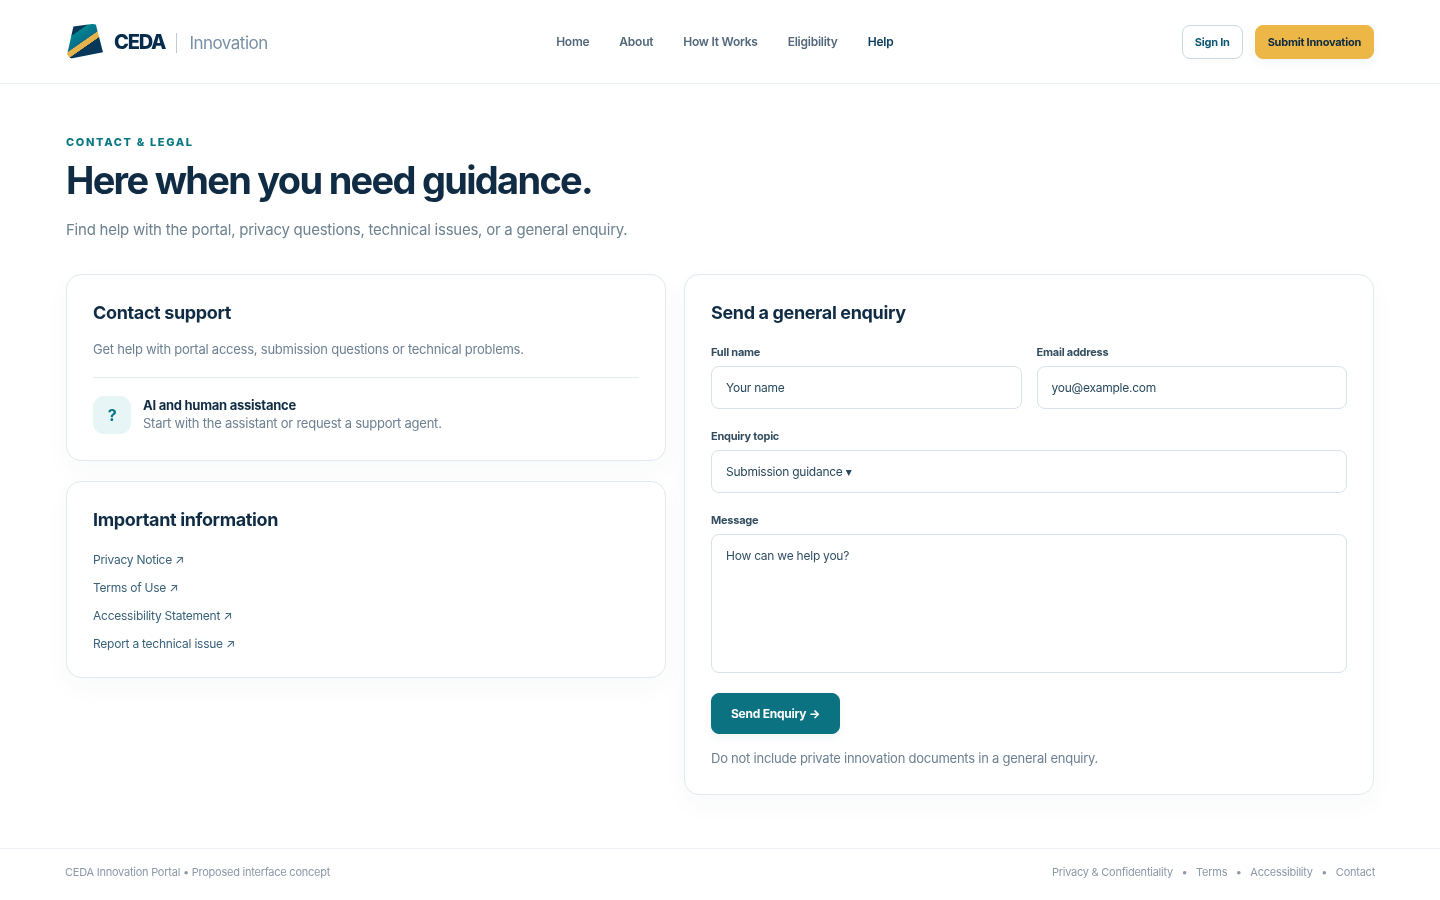 CEDA Innovation
Home About How It Works Eligibility Help
Sign In Submit Innovation
CONTACT & LEGAL
Here when you need guidance.
Find help with the portal, privacy questions, technical issues, or a general enquiry.
Contact support
Get help with portal access, submission questions or technical problems.
?
AI and human assistance
Start with the assistant or request a support agent.
Important information
Privacy Notice ↗
Terms of Use ↗
Accessibility Statement ↗
Report a technical issue ↗
Send a general enquiry
Full name Email address
Your name you@example.com
Enquiry topic
Submission guidance ▾
Message
How can we help you?
Send Enquiry →
Do not include private innovation documents in a general enquiry.
CEDA Innovation Portal • Proposed interface concept
Privacy & Confidentiality • Terms • Accessibility • Contact